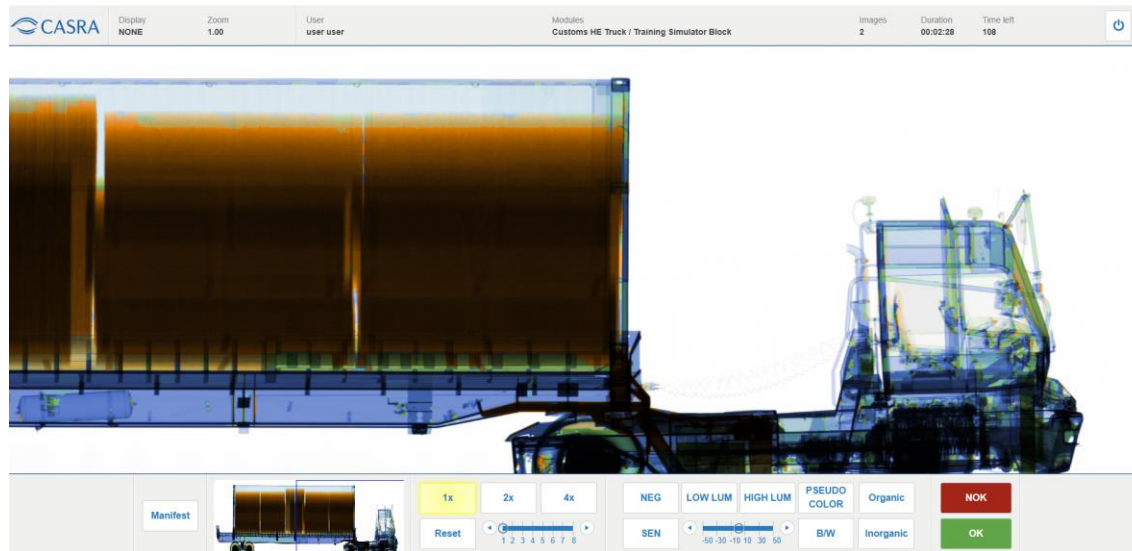 CASRA
Display
NONE
Zoom
1.00
User
user user
Modules
Customs HE Truck / Training Simulator Block
Images
2
Duration
00:02:28
Time left
108
Manifest
1x
2x
4x
Reset
1 2 3 4 5 6 7 8
NEG
LOW LUM
HIGH LUM
PSEUDO
COLOR
Organic
SEN
-50 -30 -10 10 30 50
B/W
Inorganic
NOK
OK